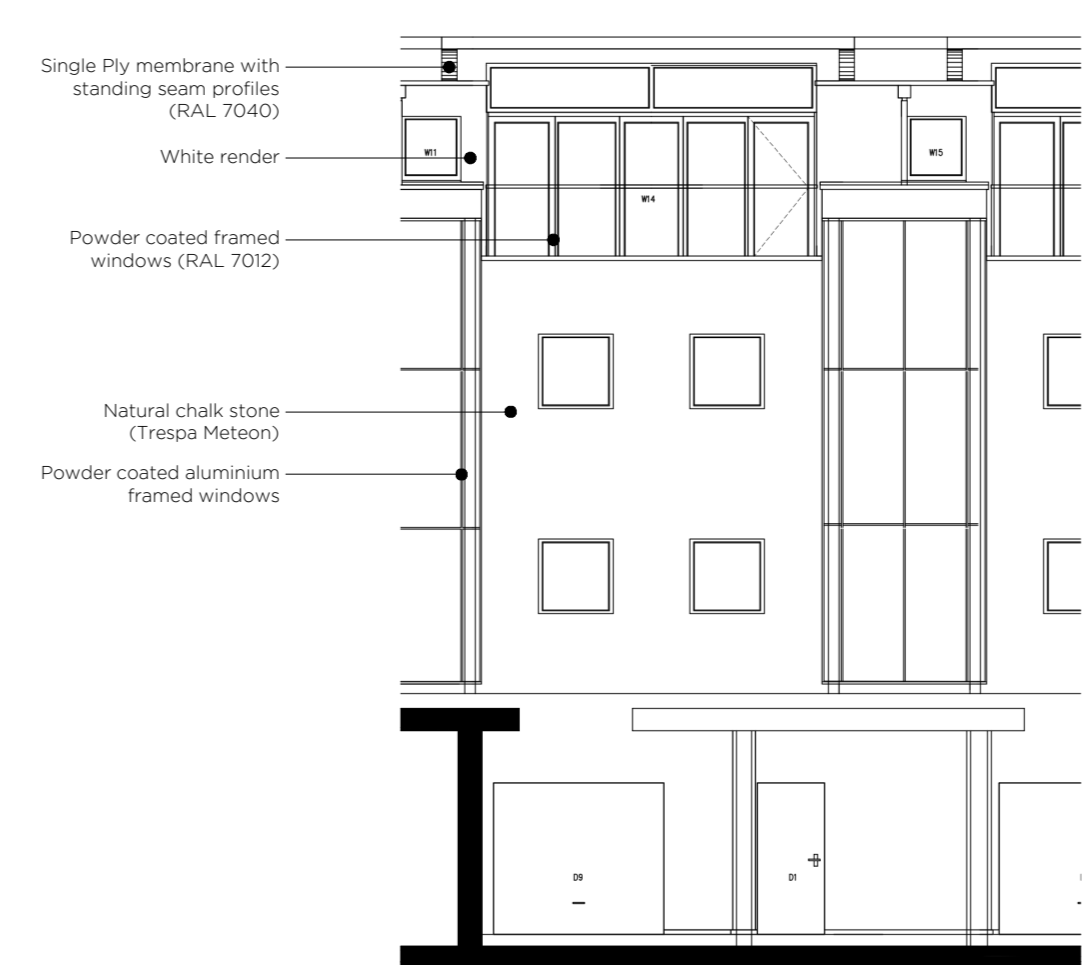 Single Ply membrane with
standing seam profiles
(RAL 7040)
White render
Powder coated framed
windows (RAL 7012)
Natural chalk stone
(Trespa Meteon)
Powder coated aluminium
framed windows
W11
W14
W15
D9
D1